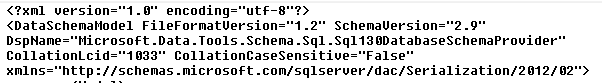 <?xml version="1.0" encoding="utf-8"?>
<DataSchemaModel FileFormatVersion="1.2" SchemaVersion="2.9"
DspName="Microsoft.Data.Tools.Schema.Sql.Sql130DatabaseSchemaProvider"
CollationLcid="1033" CollationCaseSensitive="False"
xmlns="http://schemas.microsoft.com/sqlserver/dac/Serialization/2012/02">